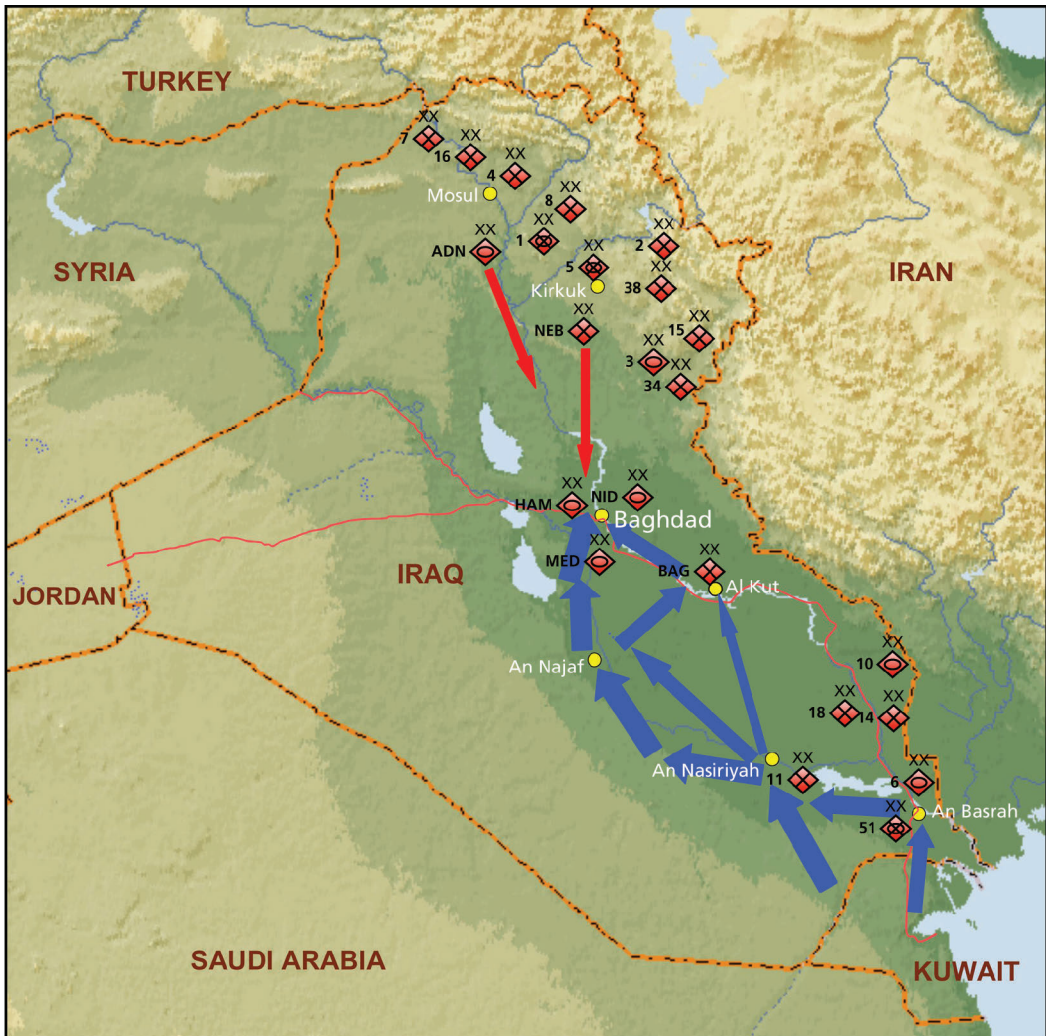 TURKEY
XX
7
XX
16
XX
4
Mosul
XX
8
XX
ADN
XX
1
XX
2
XX
5
Kirkuk
XX
38
SYRIA
IRAN
XX
NEB
XX
15
XX
3
XX
34
XX
HAM
XX
NID
Baghdad
XX
MED
XX
BAG
Al Kut
IRAQ
JORDAN
An Najaf
XX
10
XX
18
XX
14
An Nasiriyah
XX
11
XX
6
An Basrah
XX
51
SAUDI ARABIA
KUWAIT